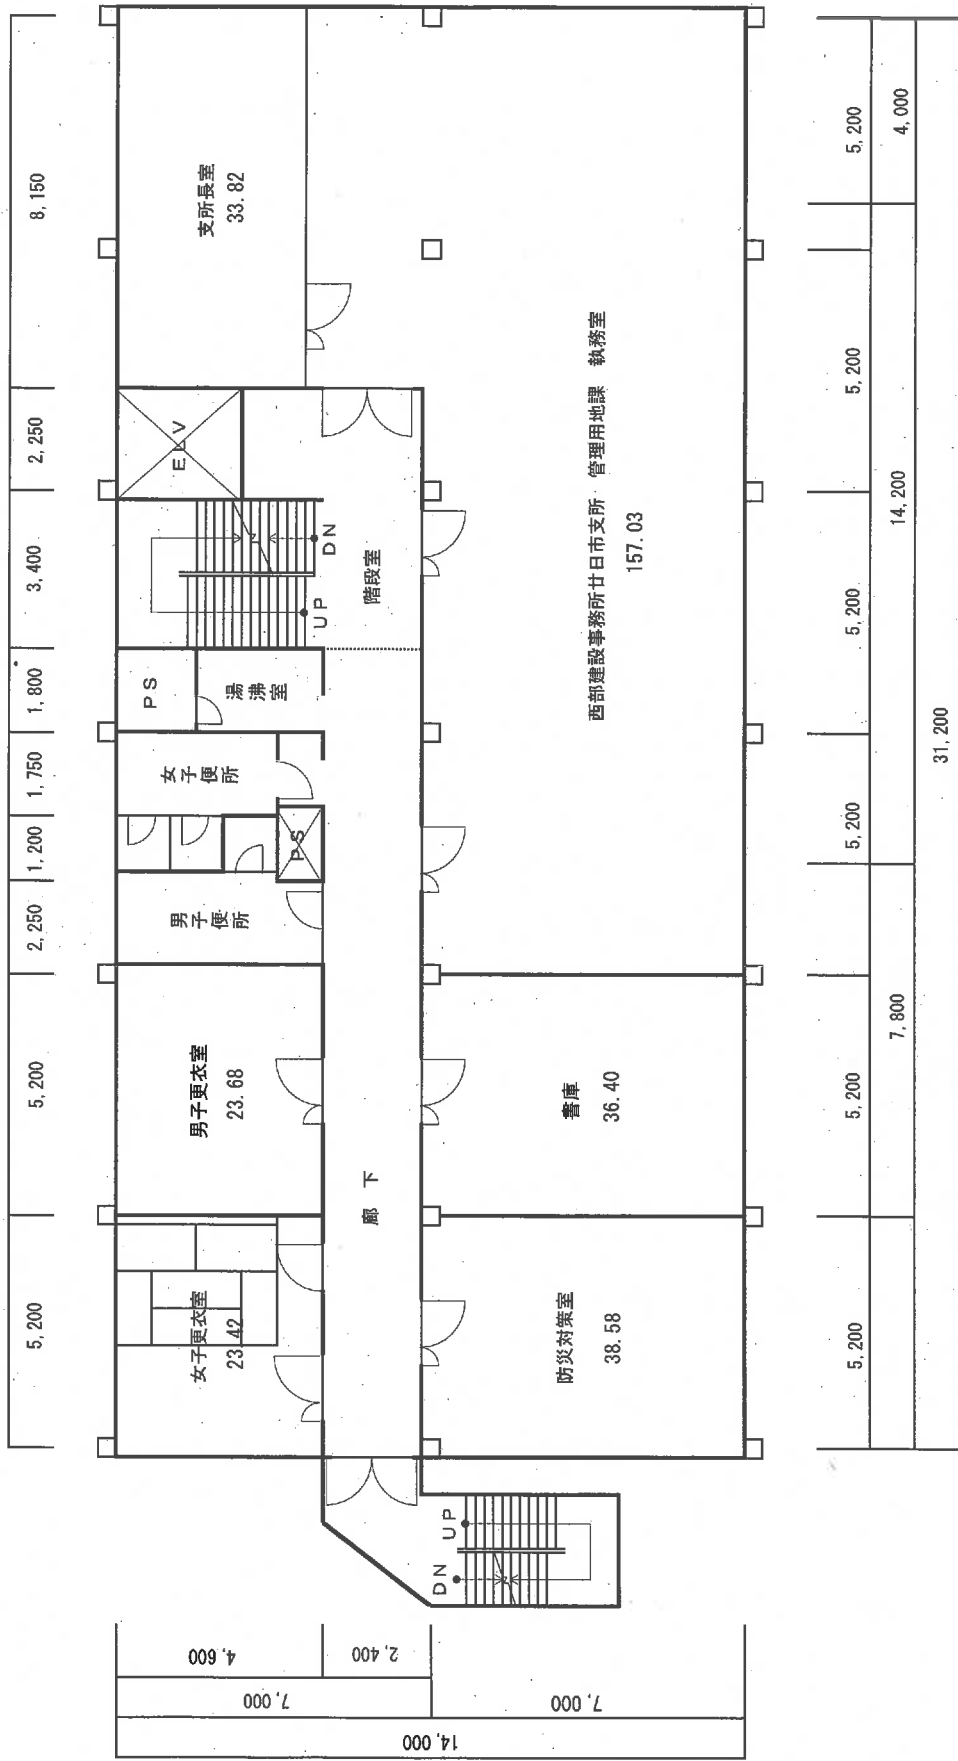 8,150
2,250
3,400
1,800
1,750
1,200
2,250
5,200
5,200
支所長室
33.82
ELV
DN
UP
階段室
PS
湯沸室
女子便所
PS
男子便所
男子更衣室
23.68
女子更衣室
23.42
廊下
西部建設事務所廿日市支所 管理用地課 執務室
157.03
書庫
36.40
防災対策室
38.58
UP
DN
5,200
5,200
5,200
5,200
5,200
5,200
4,000
14,200
7,800
31,200
4,600
2,400
7,000
7,000
14,000